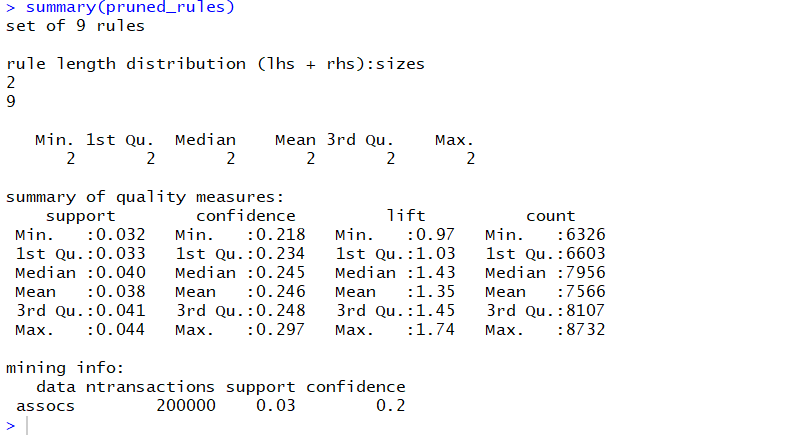 > summary(pruned_rules)
set of 9 rules
rule length distribution (lhs + rhs):sizes
2
9
Min. 1st Qu. Median Mean 3rd Qu. Max.
2 2 2 2 2 2
summary of quality measures:
support confidence lift count
Min. :0.032 Min. :0.218 Min. :0.97 Min. :6326
1st Qu.:0.033 1st Qu.:0.234 1st Qu.:1.03 1st Qu.:6603
Median :0.040 Median :0.245 Median :1.43 Median :7956
Mean :0.038 Mean :0.246 Mean :1.35 Mean :7566
3rd Qu.:0.041 3rd Qu.:0.248 3rd Qu.:1.45 3rd Qu.:8107
Max. :0.044 Max. :0.297 Max. :1.74 Max. :8732
mining info:
data ntransactions support confidence
assocs 200000 0.03 0.2
>